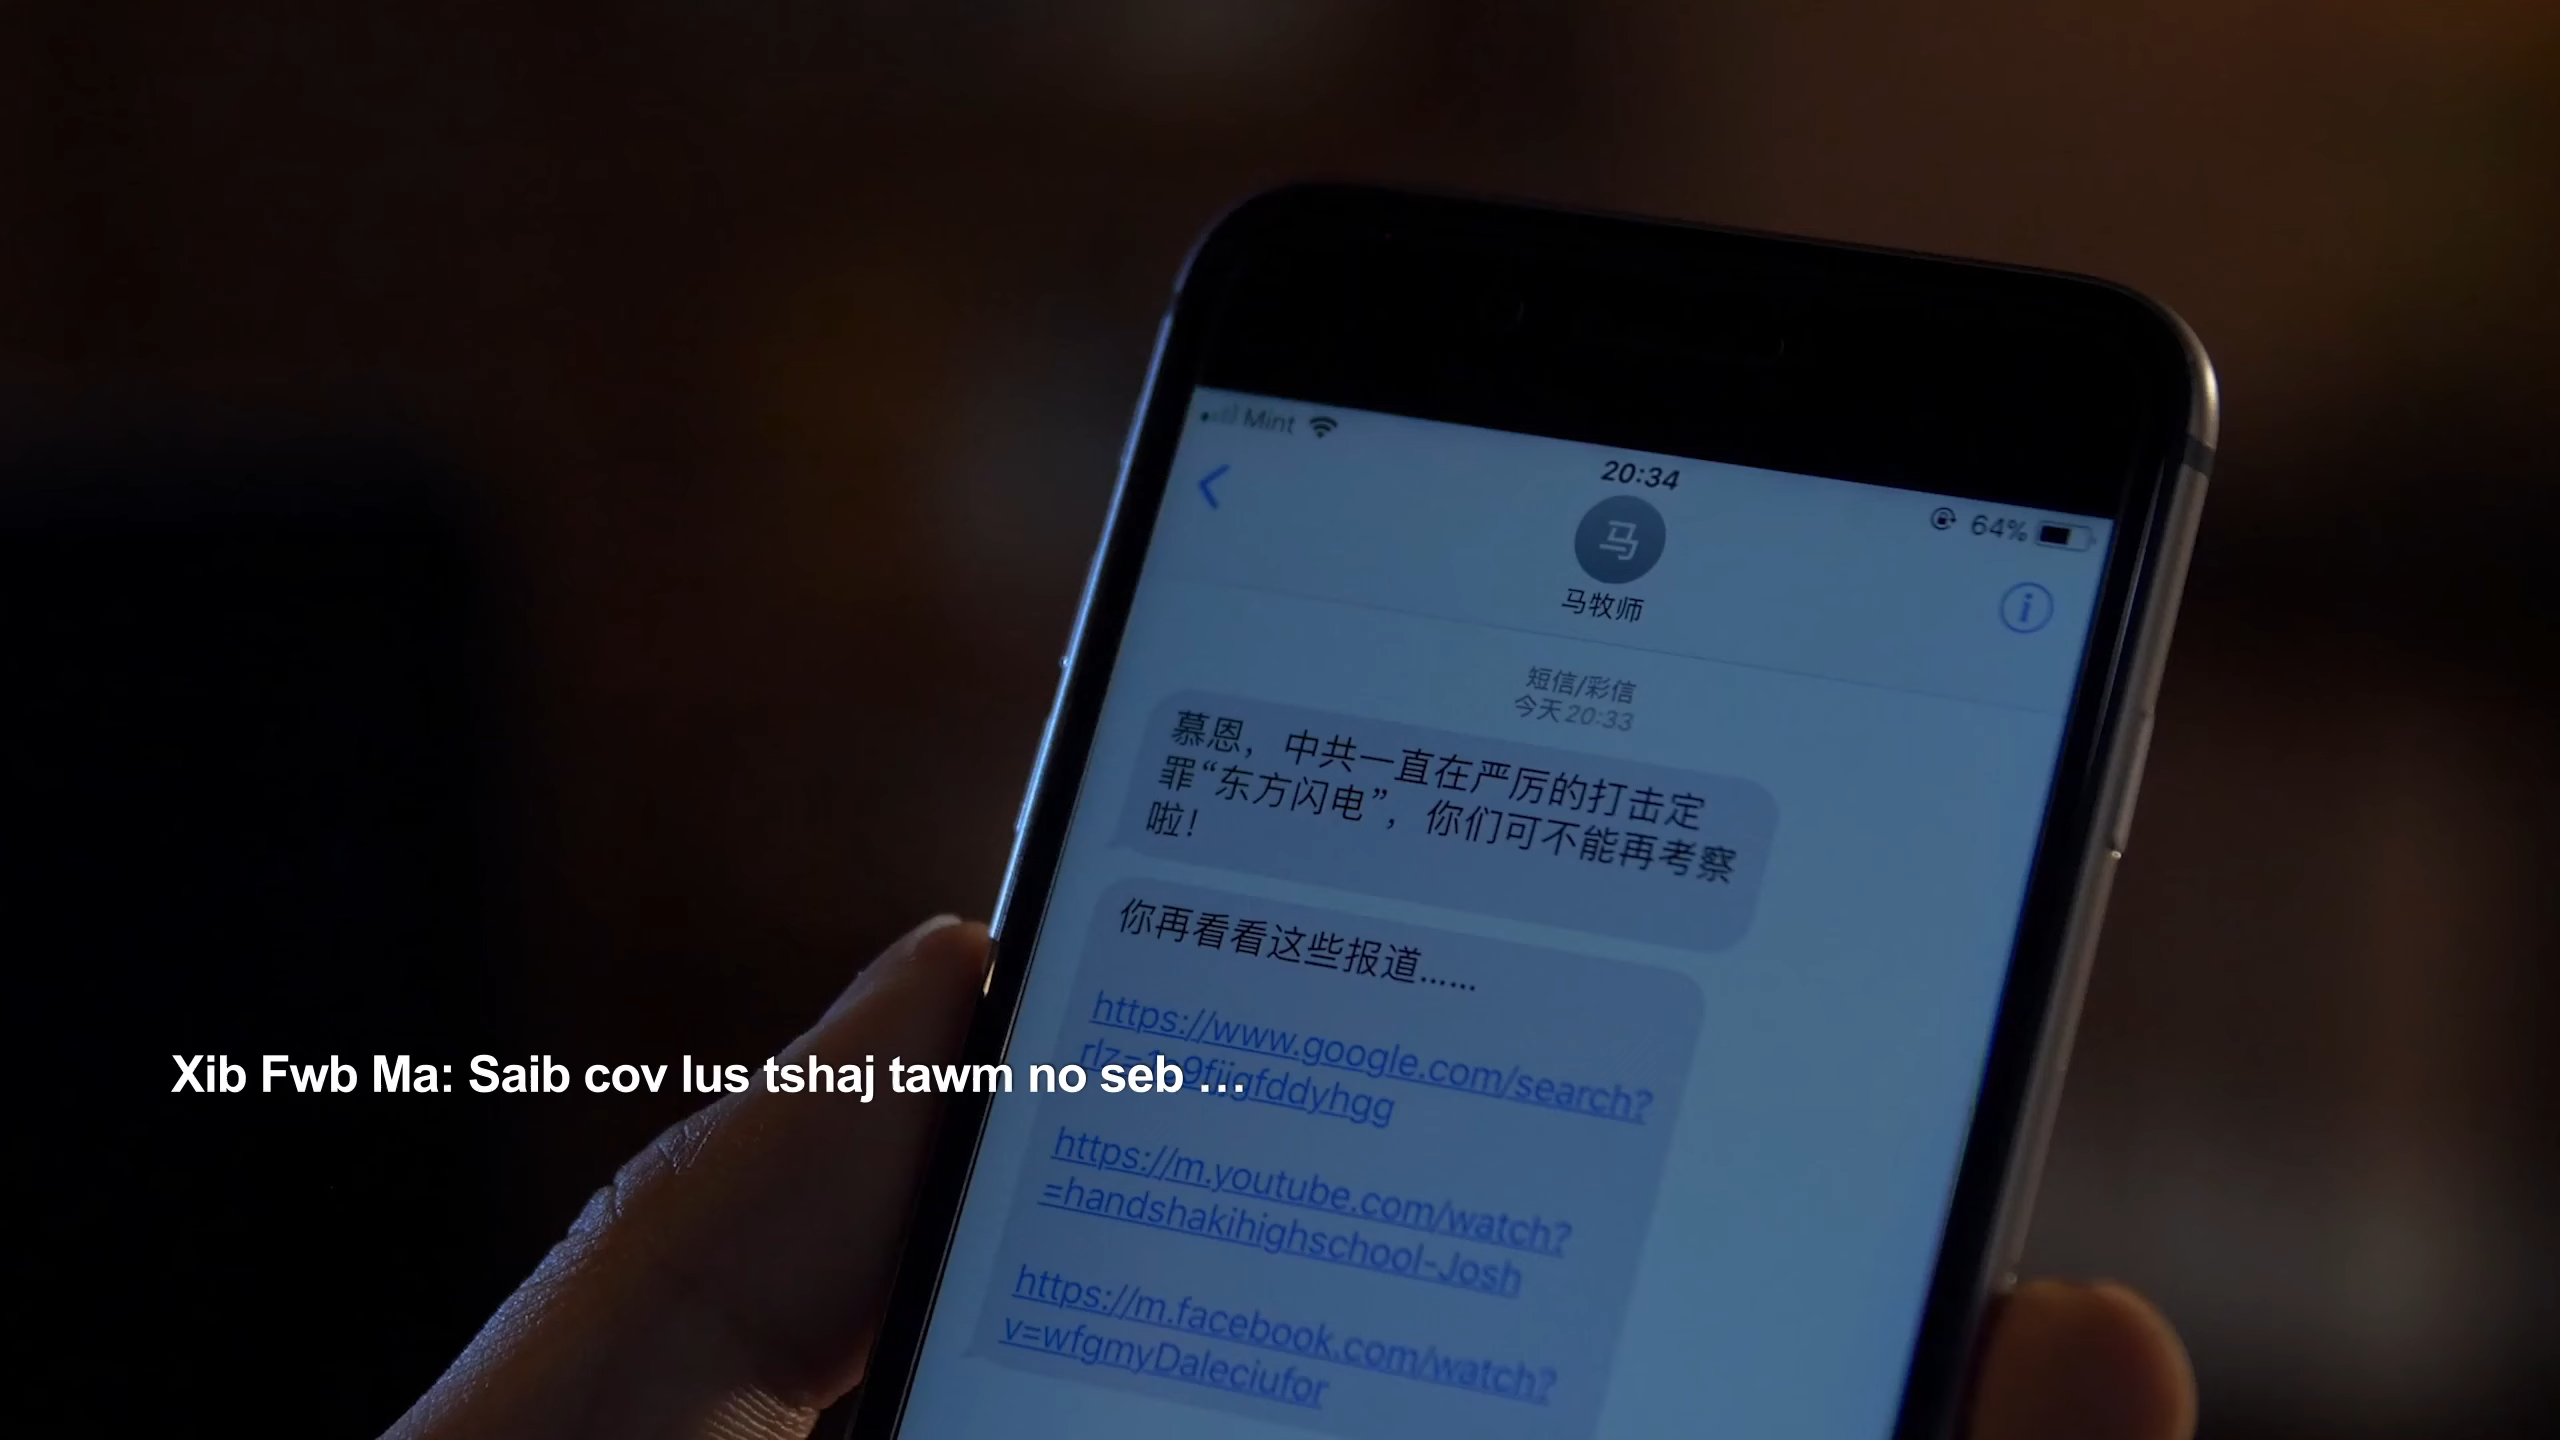 Mint
20:34
64%
马
马牧师
短信/彩信
今天20:33
慕恩，中共一直在严厉的打击定
罪“东方闪电”，你们可不能再考察
啦！
你再看看这些报道……
https://www.google.com/search?
Xib Fwb Ma: Saib cov lus tshaj tawm no seb ...
https://m.youtube.com/watch?
=handshakihighschool-Josh
https://m.facebook.com/watch?
v=wfgmyDaleciufor